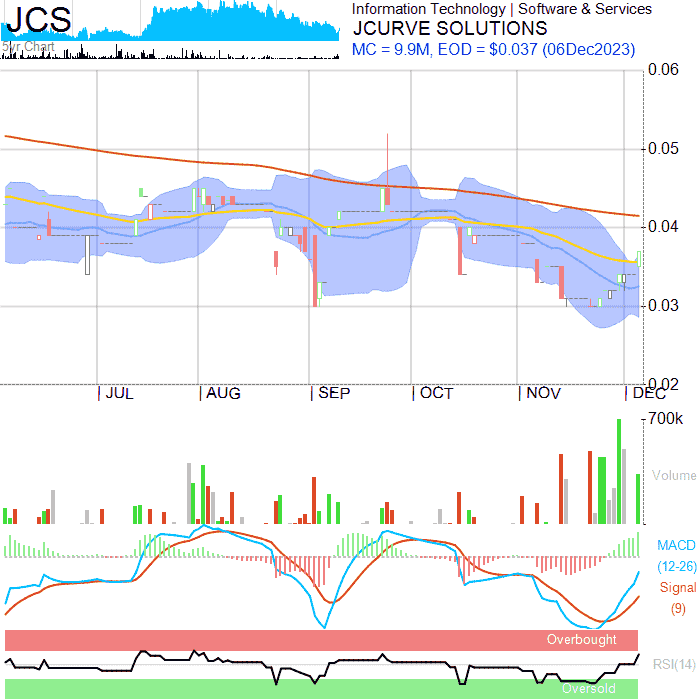 JCS
5yr Chart
Information Technology | Software & Services
JCURVE SOLUTIONS
MC = 9.9M, EOD = $0.037 (06Dec2023)
0.06
0.05
0.04
0.03
0.02
JUL
AUG
SEP
OCT
NOV
DEC
700k
Volume
MACD
(12-26)
Signal
(9)
Overbought
RSI(14)
Oversold